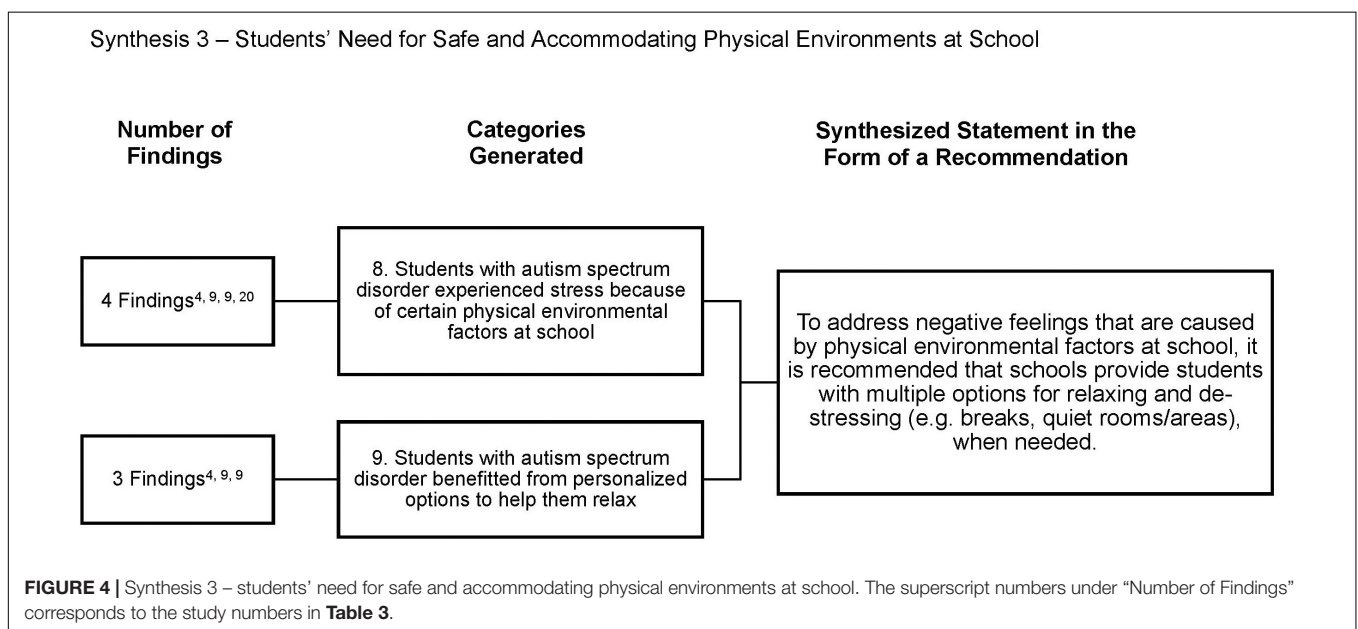 Synthesis 3 – Students’ Need for Safe and Accommodating Physical Environments at School
Number of
Findings
Categories
Generated
Synthesized Statement in the
Form of a Recommendation
4 Findings4, 9, 9, 20
8. Students with autism spectrum
disorder experienced stress because
of certain physical environmental
factors at school
3 Findings4, 9, 9
9. Students with autism spectrum
disorder benefitted from personalized
options to help them relax
To address negative feelings that are caused
by physical environmental factors at school, it
is recommended that schools provide students
with multiple options for relaxing and de-
stressing (e.g. breaks, quiet rooms/areas),
when needed.
FIGURE 4 | Synthesis 3 – students’ need for safe and accommodating physical environments at school. The superscript numbers under “Number of Findings”
corresponds to the study numbers in Table 3.